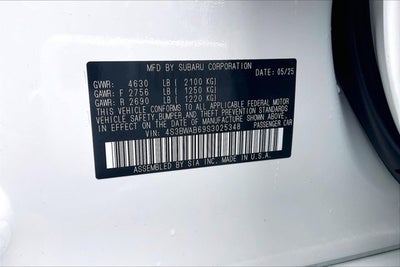 MFD BY SUBARU CORPORATION
DATE: 05/25
GVWR: 4630 LB ( 2100 KG)
GAWR: F 2756 LB ( 1250 KG)
GAWR: R 2690 LB ( 1220 KG)
THIS VEHICLE CONFORMS TO ALL APPLICABLE FEDERAL MOTOR
VEHICLE SAFETY, BUMPER, AND THEFT PREVENTION STANDARDS
IN EFFECT ON THE DATE OF MANUFACTURE SHOWN ABOVE.
VIN: 4S3BWAB69S3025348 PASSENGER CAR
ASSEMBLED BY SIA INC. MADE IN U.S.A.